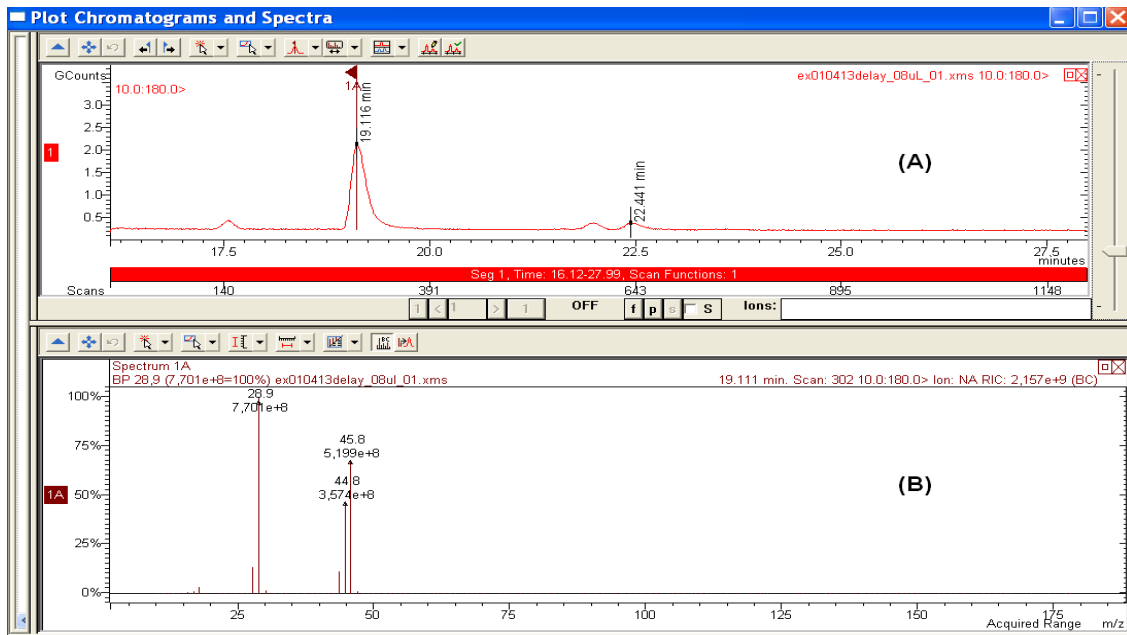 Plot Chromatograms and Spectra
GCounts
10.0:180.0>
ex010413delay_08uL_01.xms 10.0:180.0>
1A
19.116 min
22.441 min
3.0
2.5
2.0
1.5
1.0
0.5
1
(A)
17.5 20.0 22.5 25.0 27.5
minutes
Seg 1, Time: 16.12-27.99, Scan Functions: 1
Scans 140 391 643 895 1148
1 < 1 > 1 OFF f p s S Ions:
Spectrum 1A
BP 28,9 (7,701e+8=100%) ex010413delay_08ul_01.xms
19.111 min. Scan: 302 10.0:180.0> Ion: NA RIC: 2,157e+9 (BC)
100%
28.9
7,701e+8
75%
45.8
5,199e+8
44.8
3,574e+8
1A
50%
(B)
25%
0%
25 50 75 100 125 150 175
Acquired Range m/z